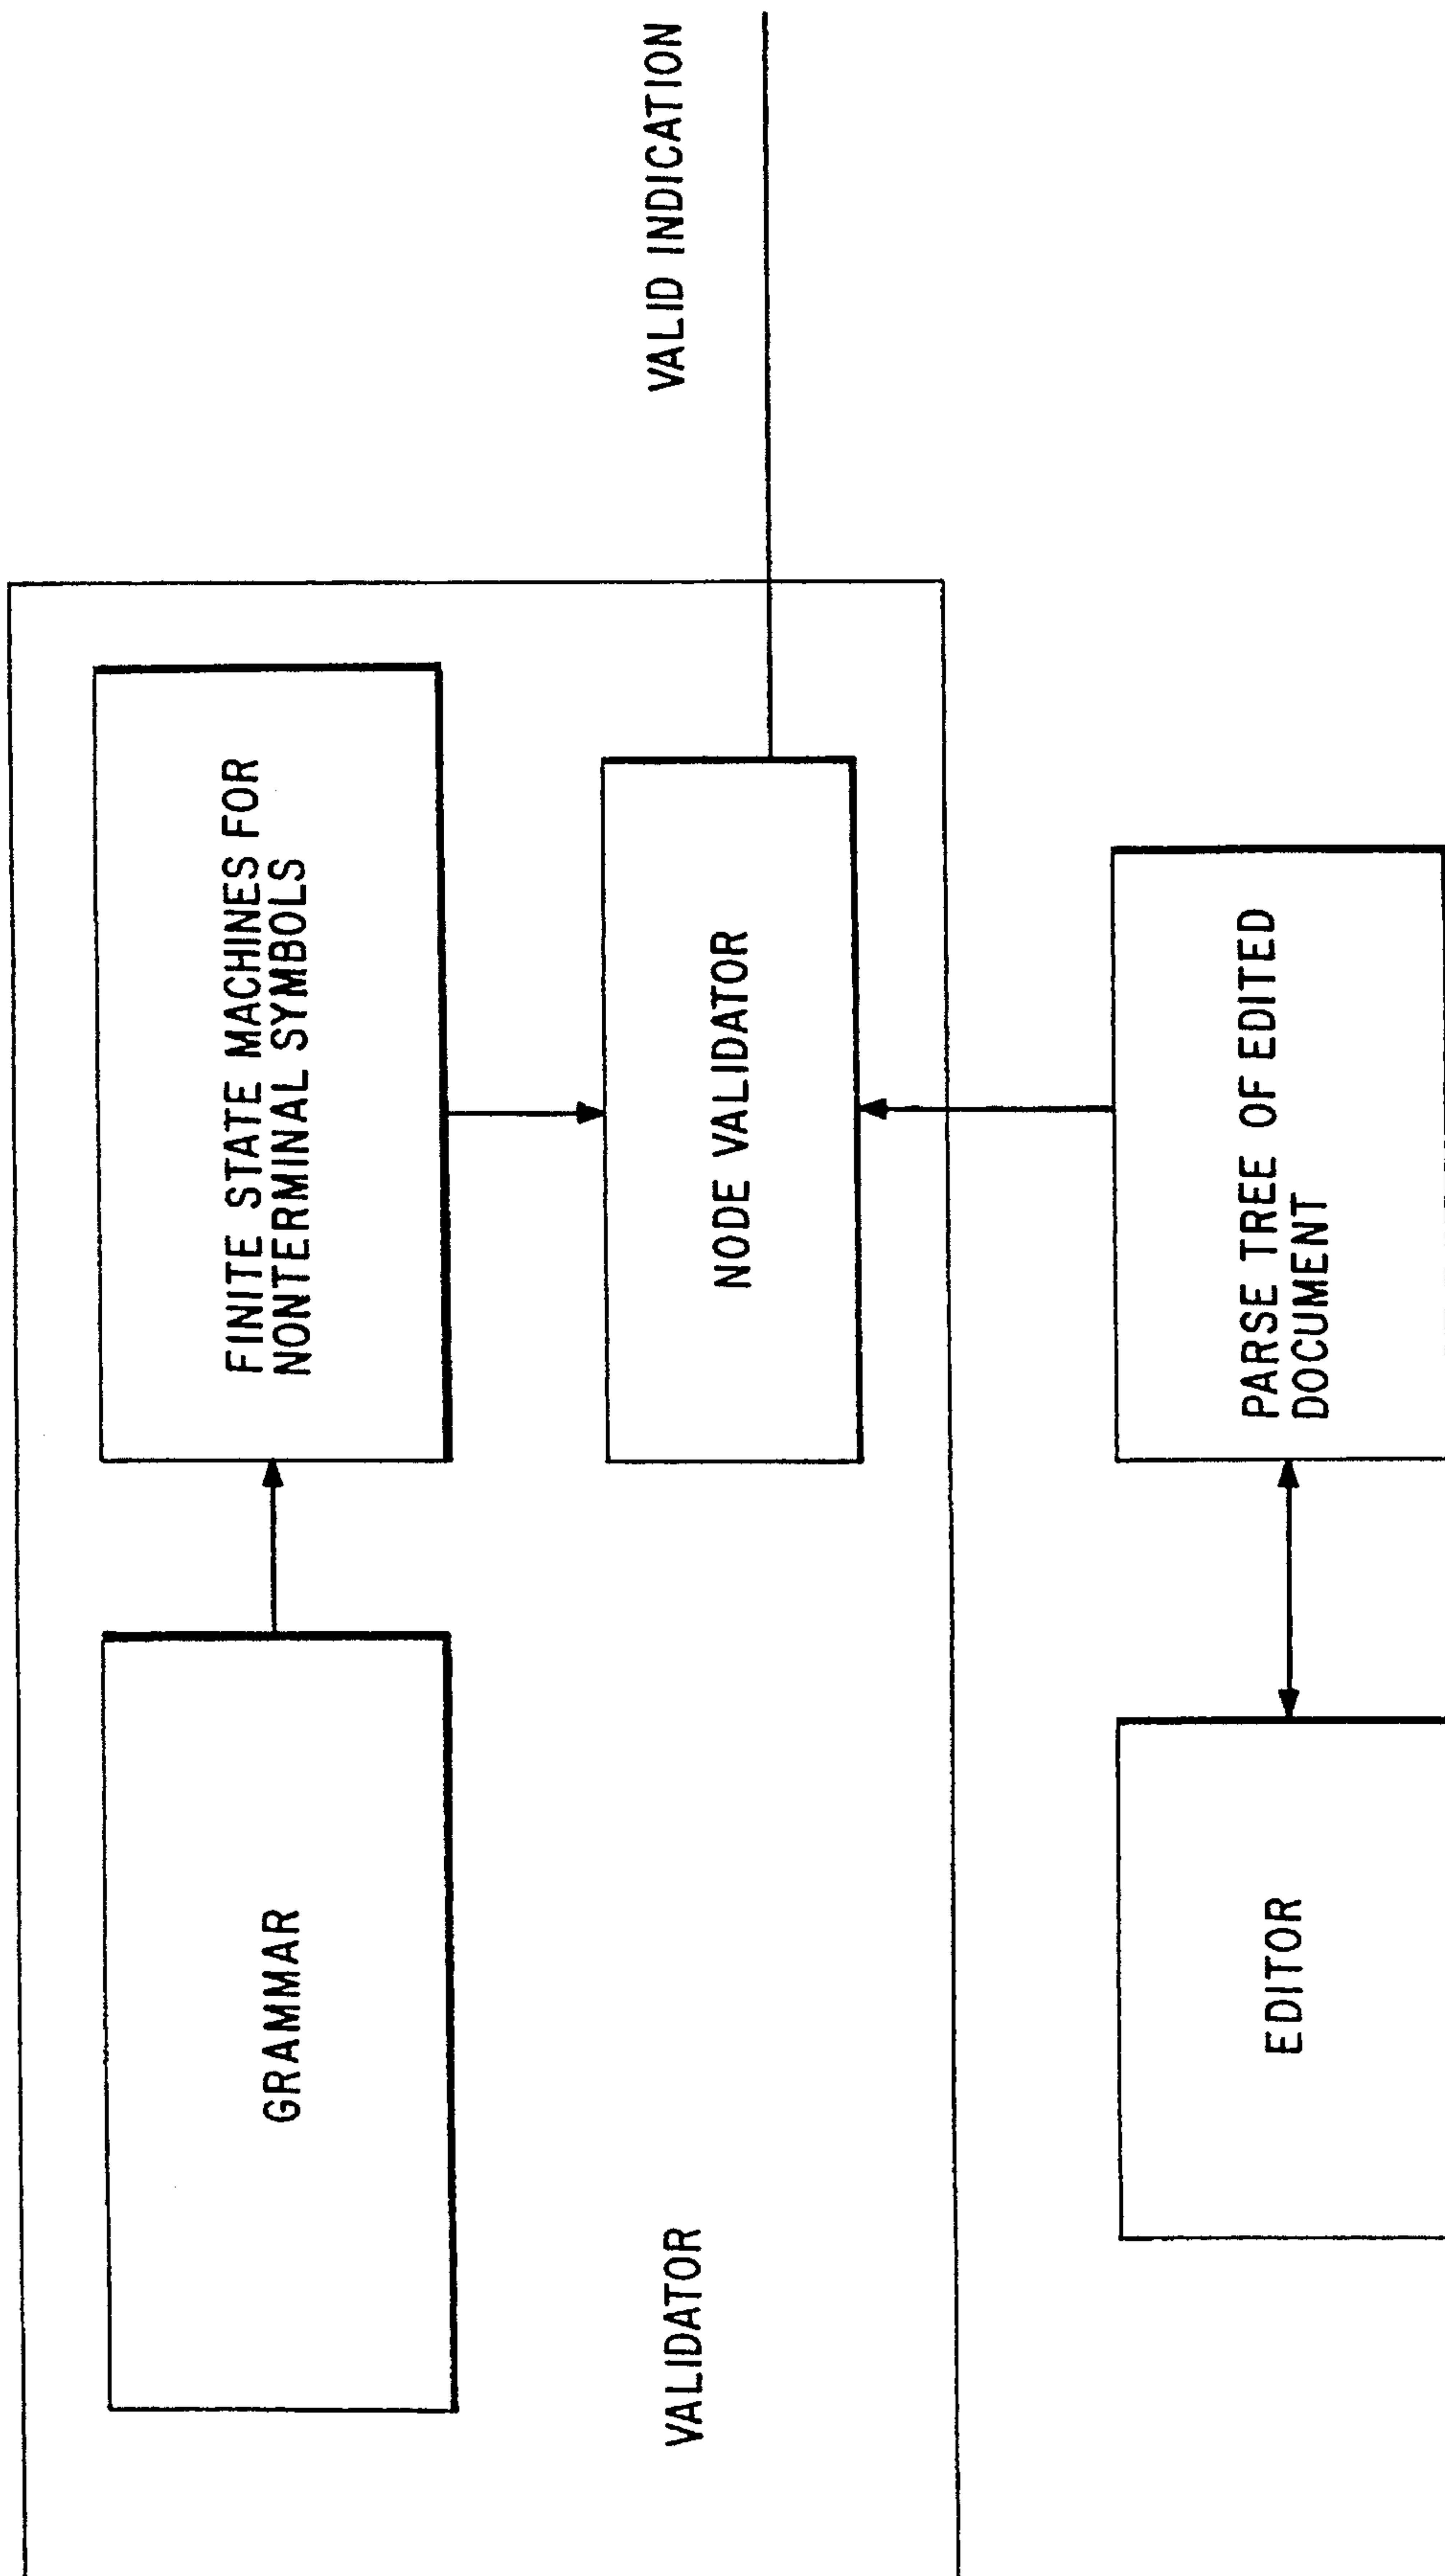 GRAMMAR
FINITE STATE MACHINES FOR
NONTERMINAL SYMBOLS
VALID INDICATION
VALIDATOR
NODE VALIDATOR
EDITOR
PARSE TREE OF EDITED
DOCUMENT